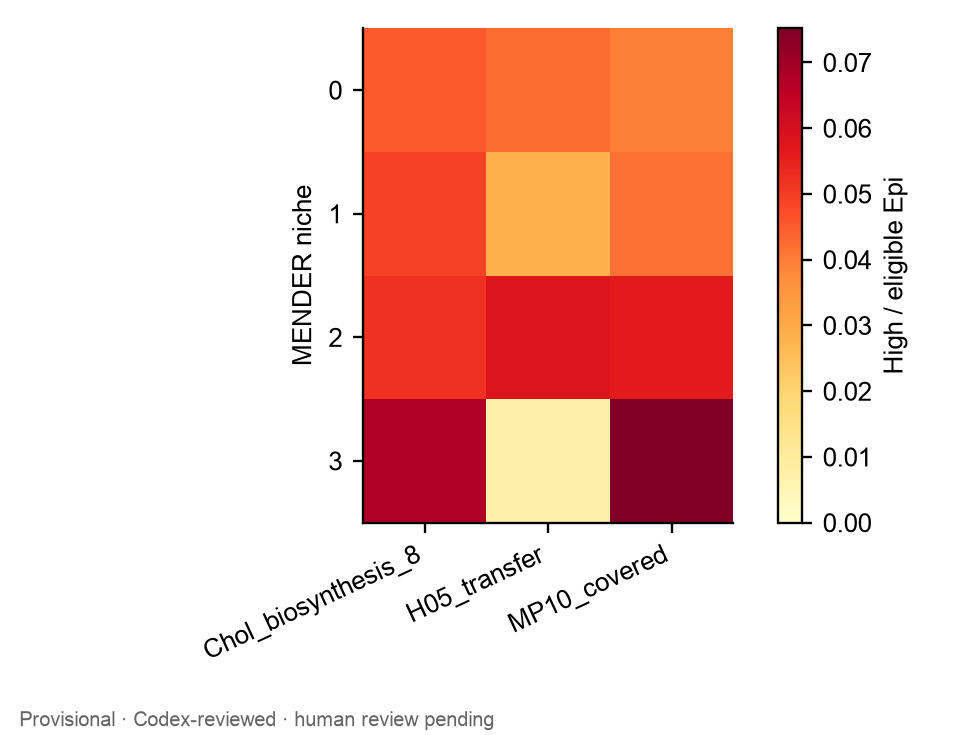 0
1
2
3
MENDER niche
Chol_biosynthesis_8
H05_transfer
MP10_covered
0.07
0.06
0.05
0.04
0.03
0.02
0.01
0.00
High / eligible Epi
Provisional · Codex-reviewed · human review pending